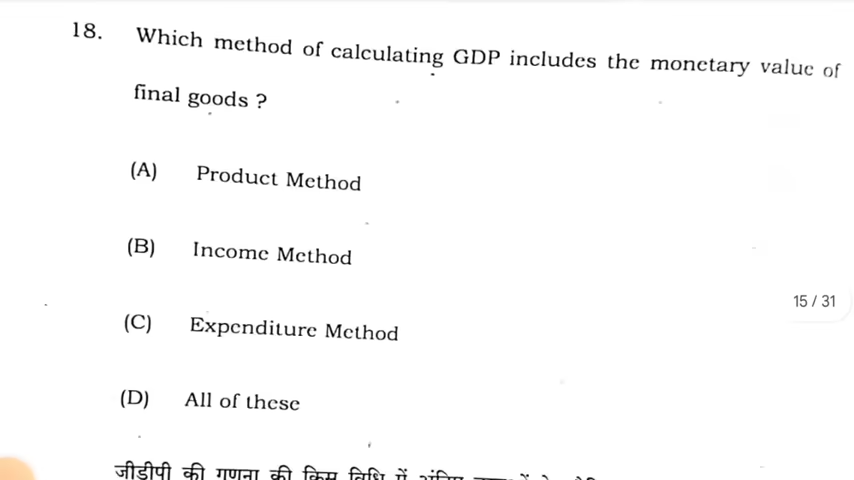 18. Which method of calculating GDP includes the monetary value of
final goods ?
(A) Product Method
(B) Income Method
15 / 31
(C) Expenditure Method
(D) All of these
जीडीपी की गणना की किस विधि में